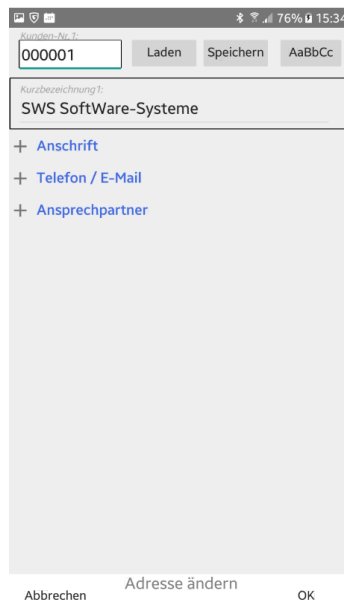 76% 15:34
Kunden-Nr.1:
000001 Laden Speichern AaBbCc
Kurzbezeichnung1:
SWS SoftWare-Systeme
+ Anschrift
+ Telefon / E-Mail
+ Ansprechpartner
Adresse ändern
Abbrechen OK